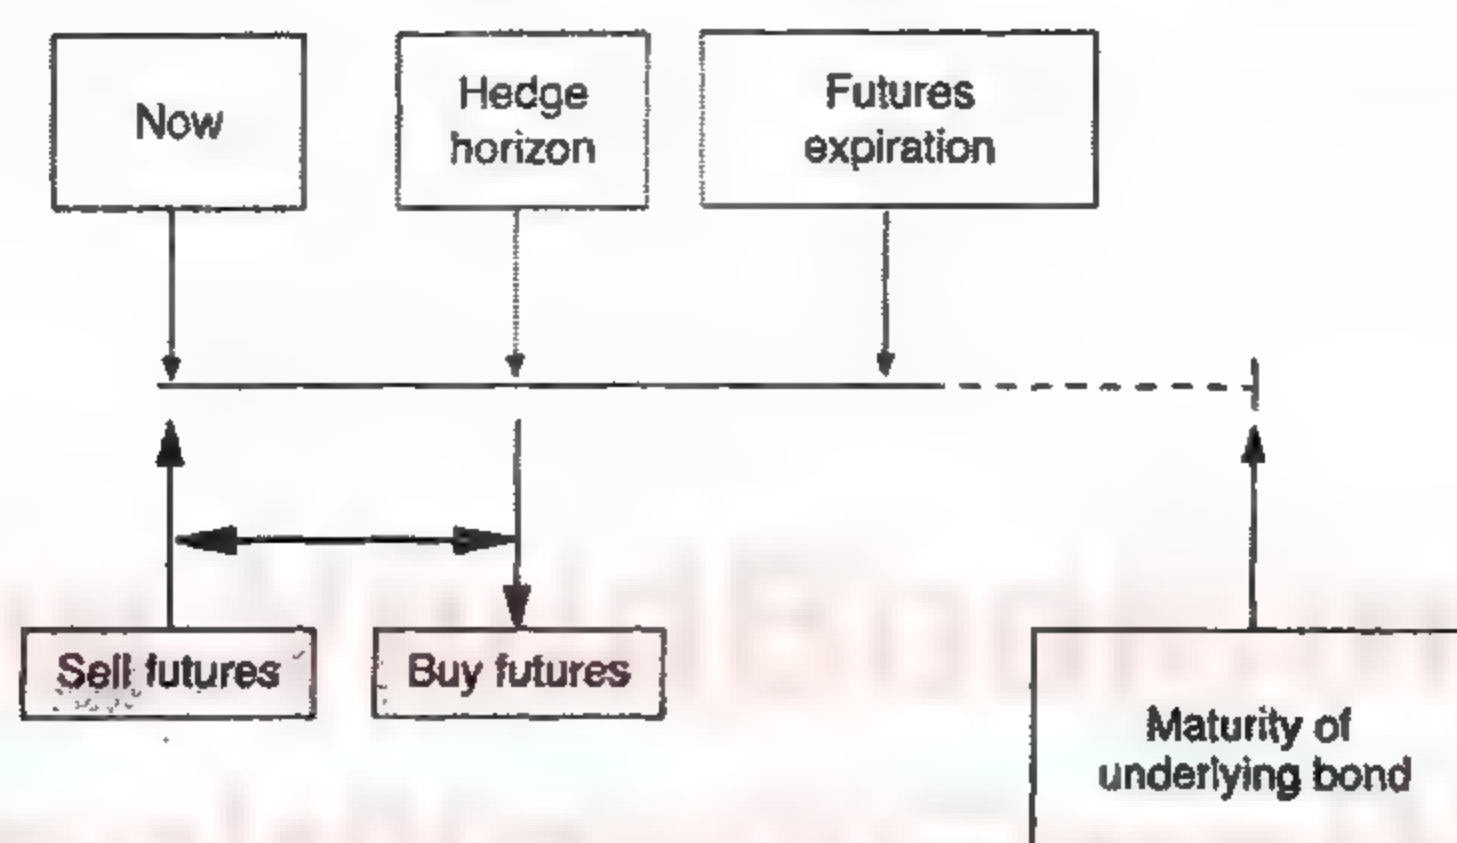 Now
Hedge
horizon
Futures
expiration
Sell futures
Buy futures
Maturity of
underlying bond